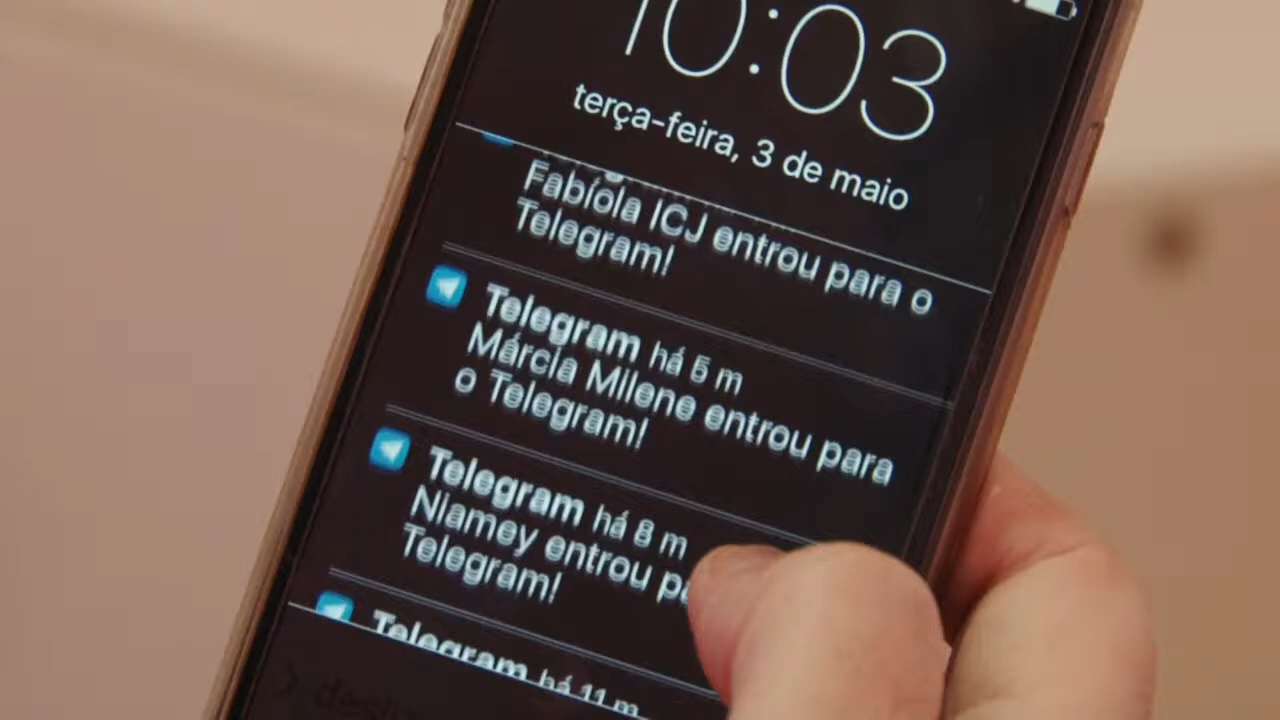 10:03
terça-feira, 3 de maio
Fabíola ICJ entrou para o
Telegram!
Telegram há 5 m
Márcia Milene entrou para
o Telegram!
Telegram há 8 m
Niamey entrou
Telegram!
Telegram há 11 m